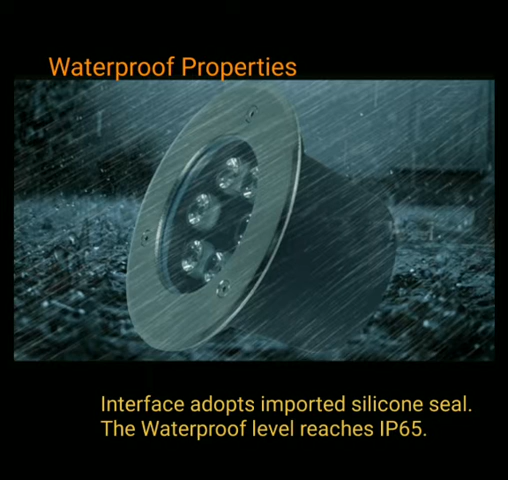 Waterproof Properties
Interface adopts imported silicone seal.
The Waterproof level reaches IP65.